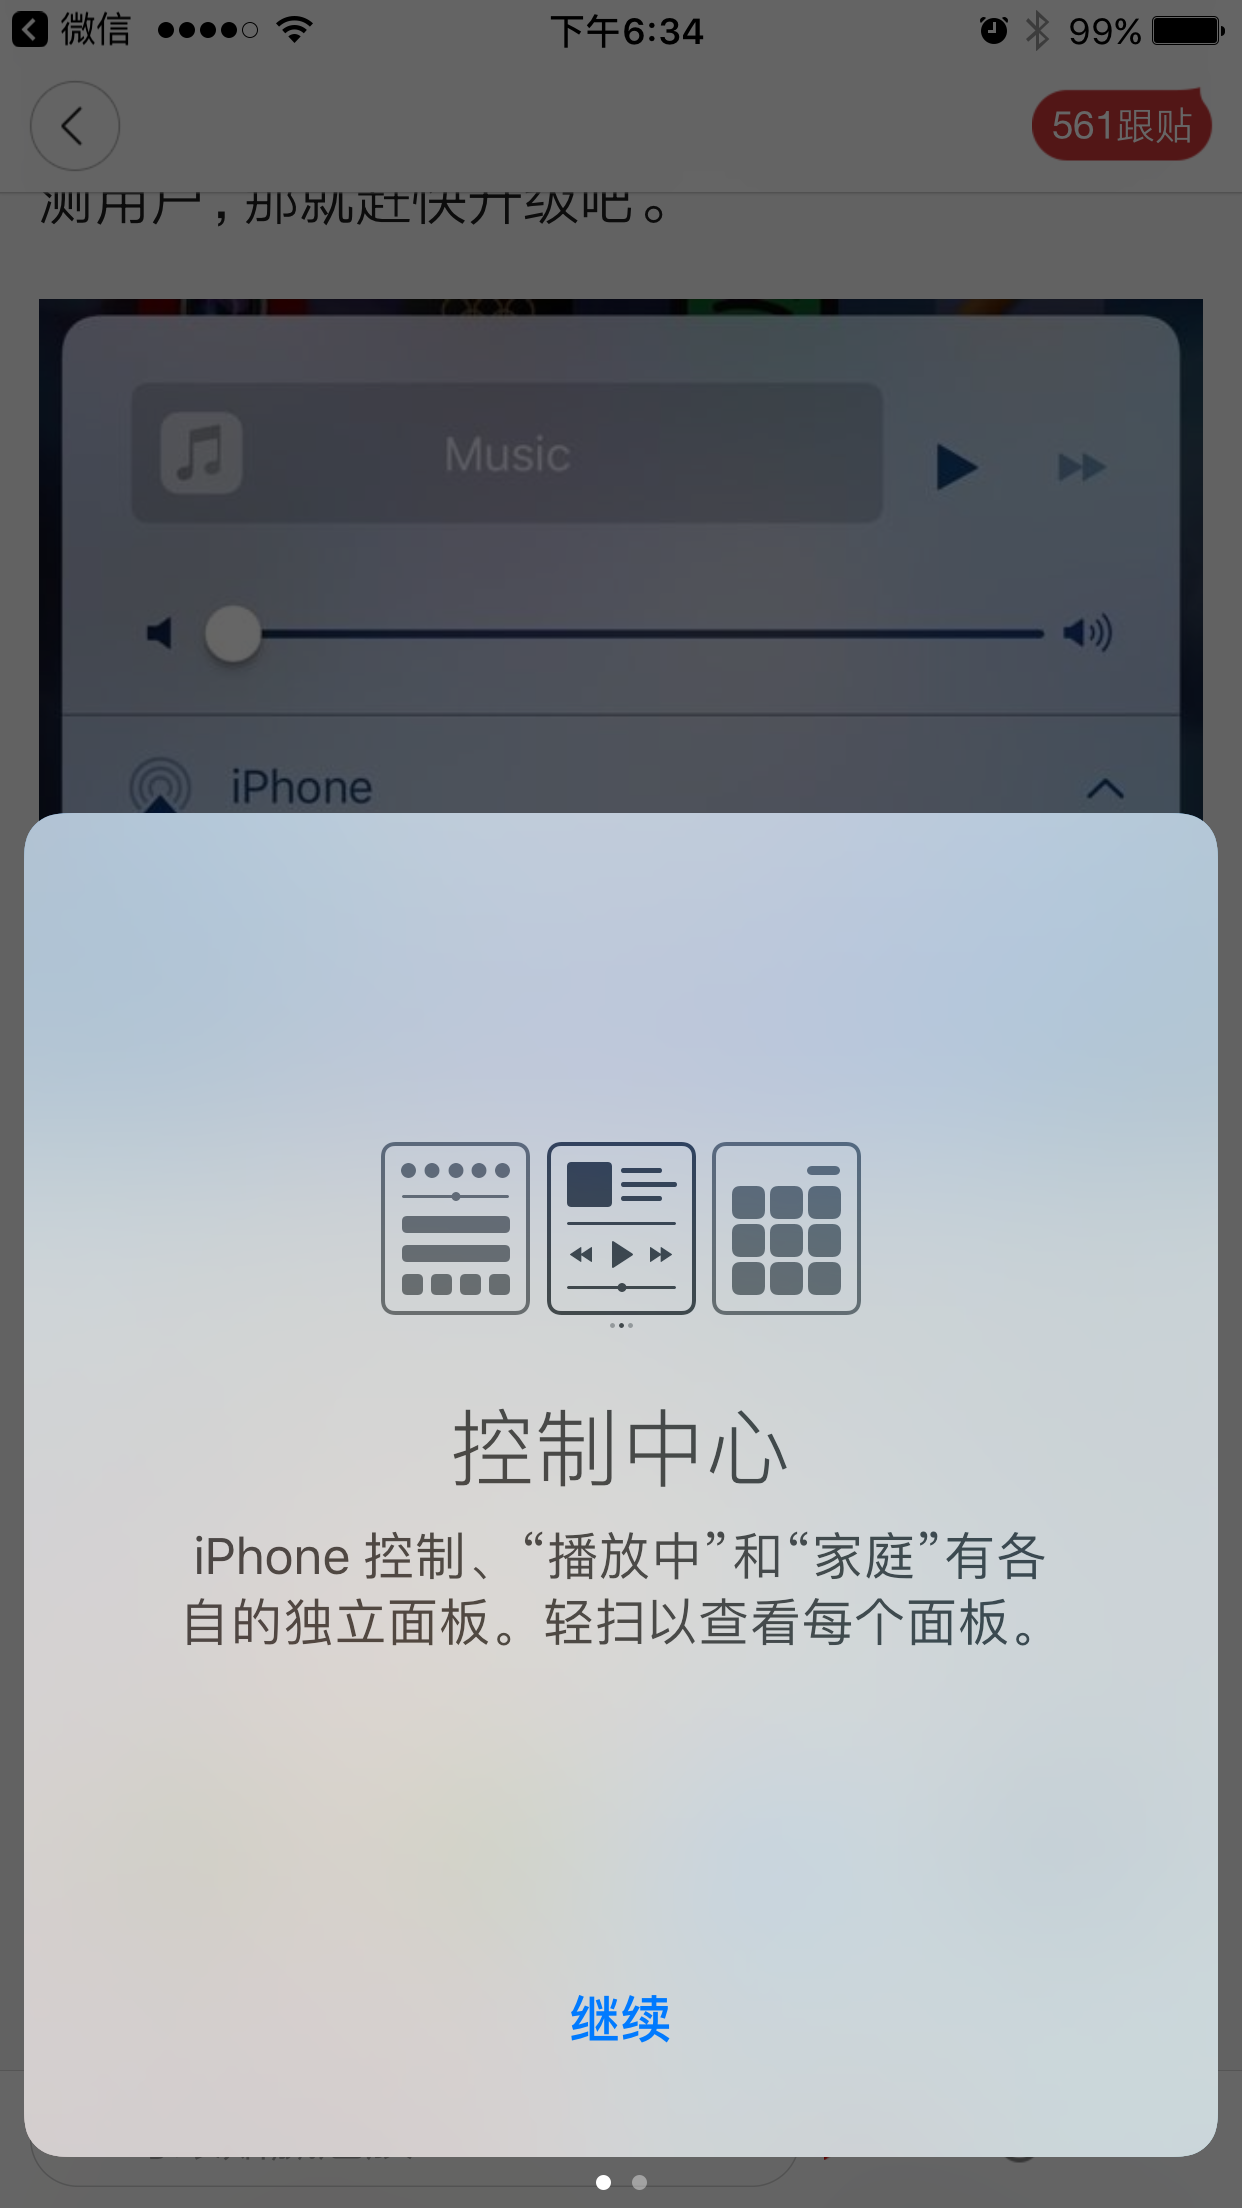 微信
下午6:34
99%
561跟贴
测用户，那就赶快升级吧。
Music
iPhone
控制中心
iPhone 控制、“播放中”和“家庭”有各
自的独立面板。轻扫以查看每个面板。
继续